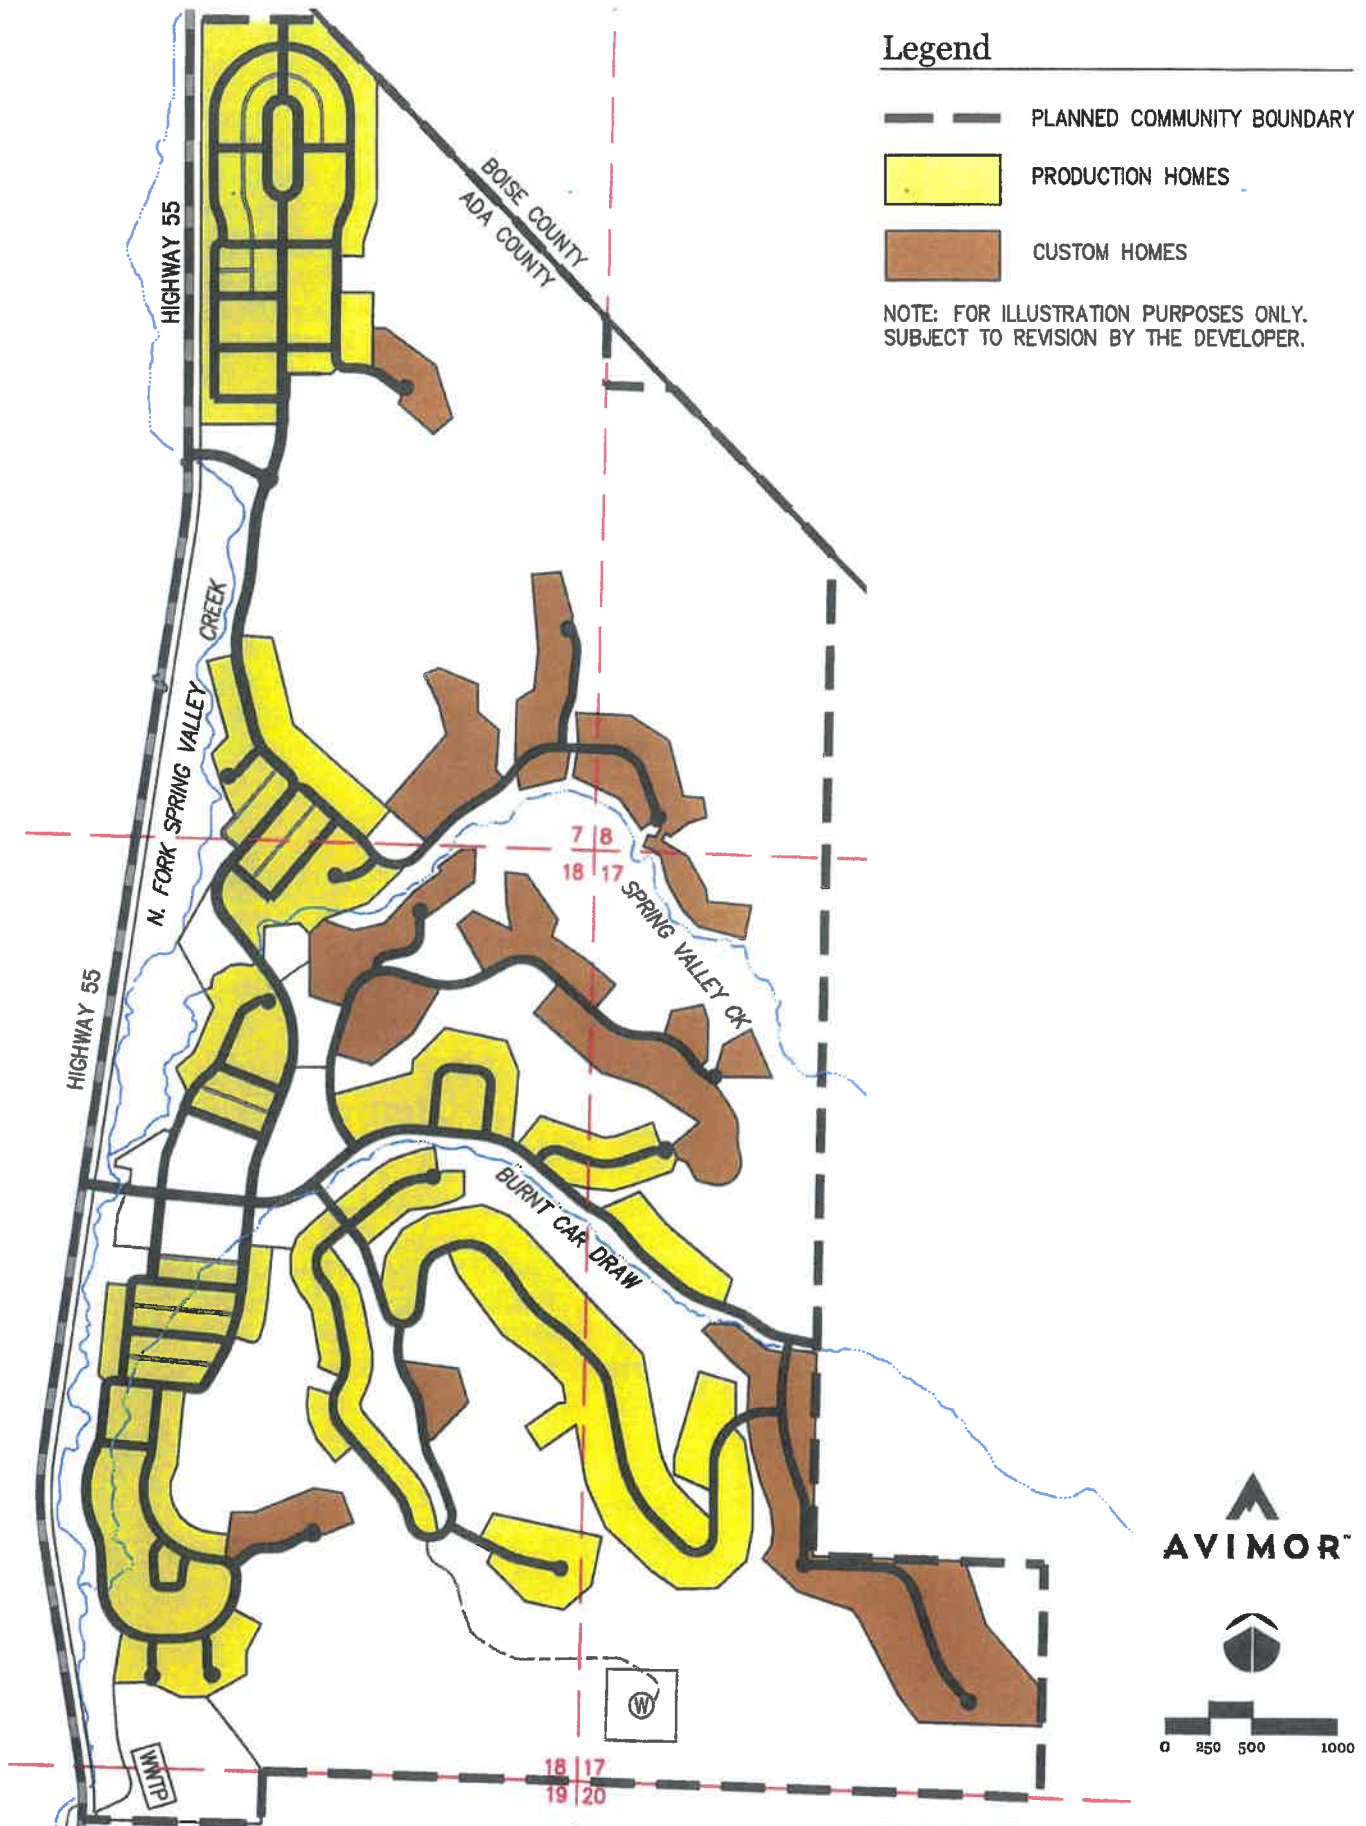 Legend
PLANNED COMMUNITY BOUNDARY
PRODUCTION HOMES
CUSTOM HOMES
NOTE: FOR ILLUSTRATION PURPOSES ONLY.
SUBJECT TO REVISION BY THE DEVELOPER.
BOISE COUNTY
ADA COUNTY
HIGHWAY 55
N. FORK SPRING VALLEY CREEK
7 8
18 17
SPRING VALLEY CK
HIGHWAY 55
BURNT CAR DRAW
AVIMOR™
W
0 250 500 1000
WWTP
18 17
19 20